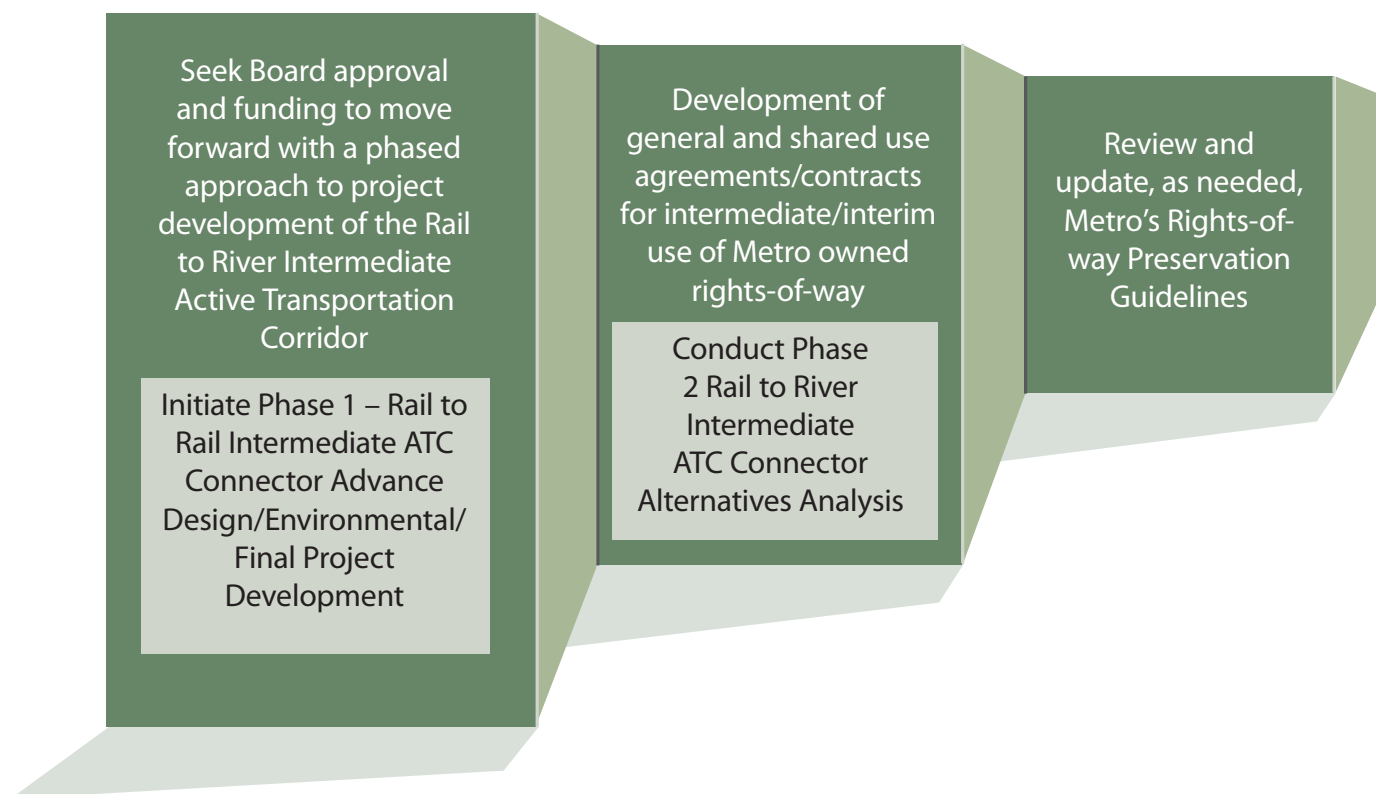 Seek Board approval
and funding to move
forward with a phased
approach to project
development of the Rail
to River Intermediate
Active Transportation
Corridor
Initiate Phase 1 – Rail to
Rail Intermediate ATC
Connector Advance
Design/Environmental/
Final Project
Development
Development of
general and shared use
agreements/contracts
for intermediate/interim
use of Metro owned
rights-of-way
Conduct Phase
2 Rail to River
Intermediate
ATC Connector
Alternatives Analysis
Review and
update, as needed,
Metro’s Rights-of-
way Preservation
Guidelines